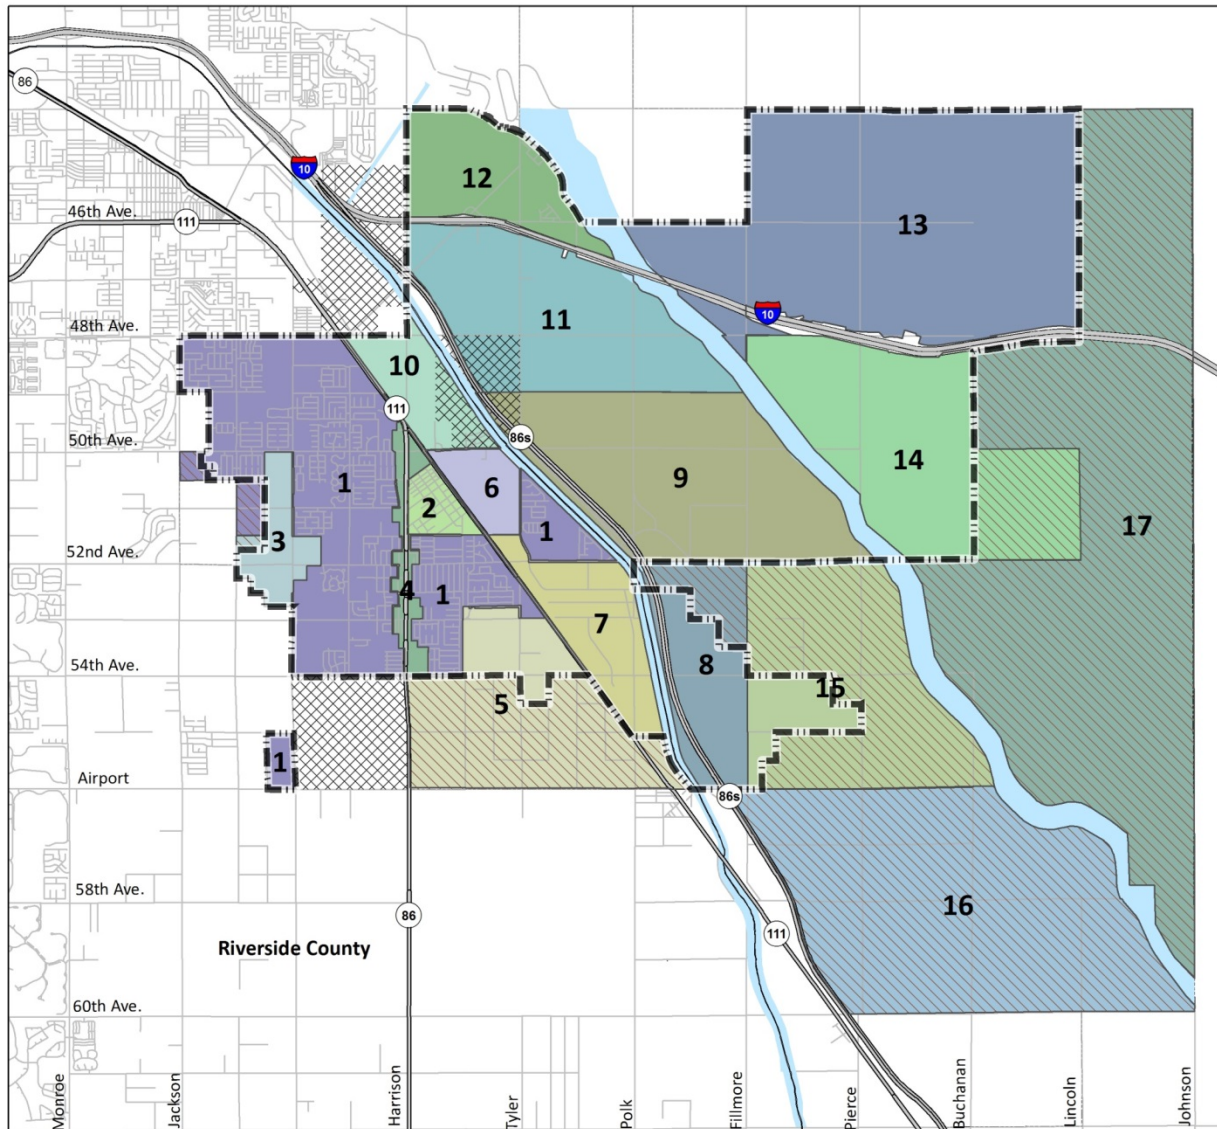 86
10
12
46th Ave.
111
13
10
11
48th Ave.
10
111
86s
50th Ave.
14
9
1
6
2
17
1
52nd Ave.
3
4
1
7
8
54th Ave.
15
5
1
Airport
86s
58th Ave.
16
86
111
Riverside County
60th Ave.
Monroe
Jackson
Harrison
Tyler
Polk
Fillmore
Pierce
Buchanan
Lincoln
Johnson